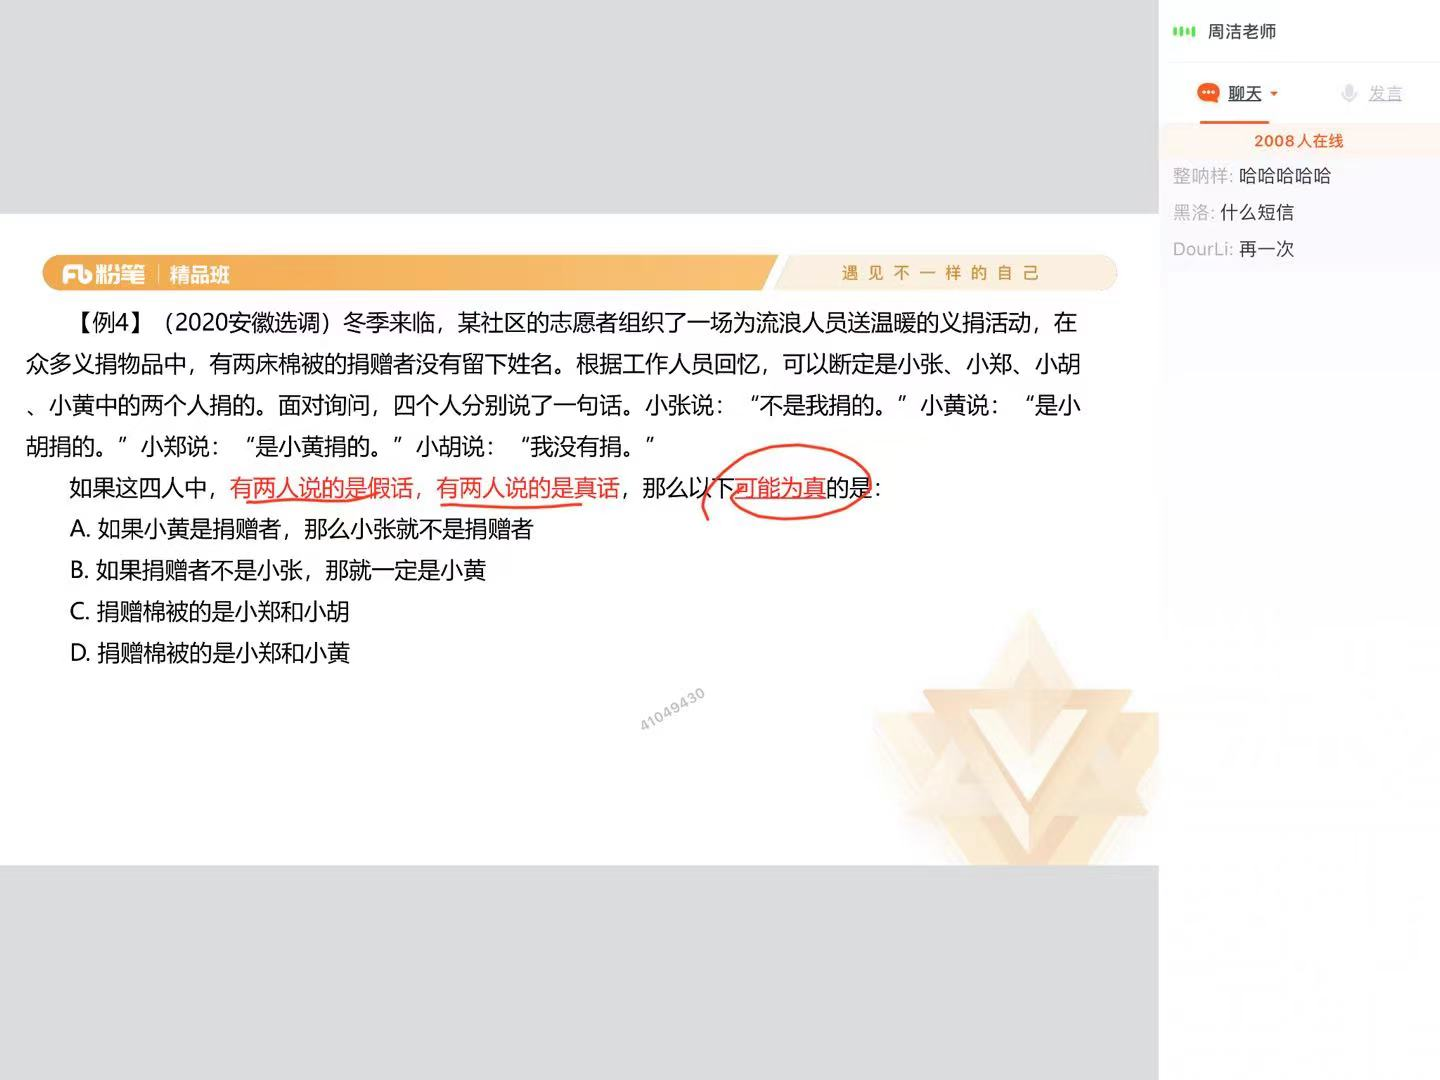 周洁老师
聊天
发言
2008人在线
整呐样: 哈哈哈哈哈
黑洛: 什么短信
DourLi: 再一次
粉笔 | 精品班
遇见不一样的自己
【例4】（2020安徽选调）冬季来临，某社区的志愿者组织了一场为流浪人员送温暖的义捐活动，在
众多义捐物品中，有两床棉被的捐赠者没有留下姓名。根据工作人员回忆，可以断定是小张、小郑、小胡
、小黄中的两个人捐的。面对询问，四个人分别说了一句话。小张说：“不是我捐的。”小黄说：“是小
胡捐的。”小郑说：“是小黄捐的。”小胡说：“我没有捐。”
如果这四人中，有两人说的是假话，有两人说的是真话，那么以下可能为真的是：
A. 如果小黄是捐赠者，那么小张就不是捐赠者
B. 如果捐赠者不是小张，那就一定是小黄
C. 捐赠棉被的是小郑和小胡
D. 捐赠棉被的是小郑和小黄
41049430